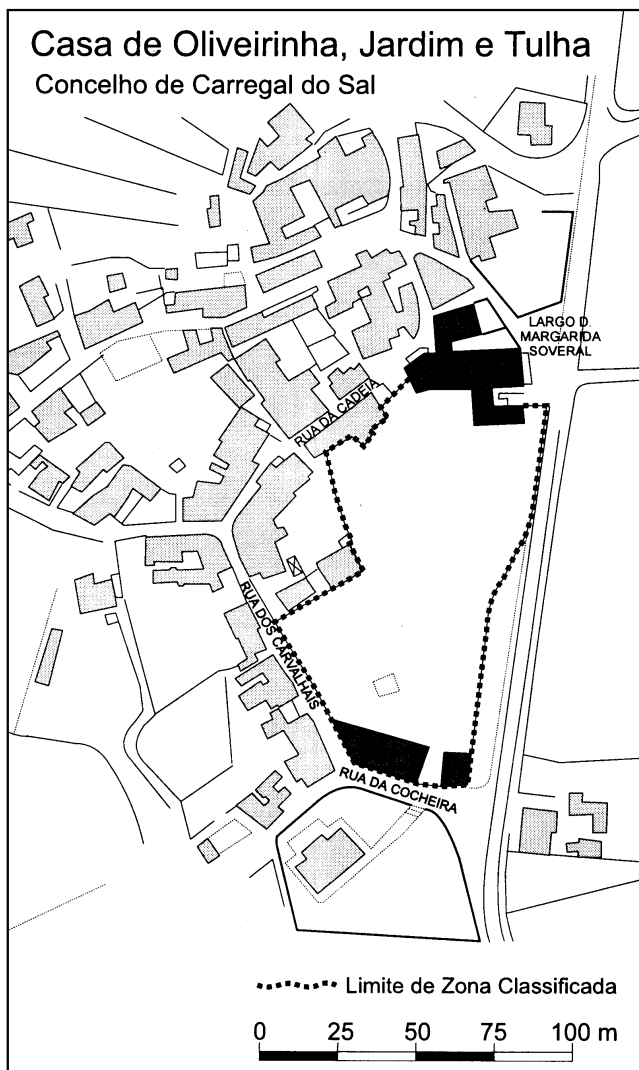 Casa de Oliveirinha, Jardim e Tulha
Concelho de Carregal do Sal
LARGO D.
MARGARIDA
SOVERAL
RUA DA CADEIA
RUA DOS CARVALHAIS
RUA DA COCHEIRA
Limite de Zona Classificada
0 25 50 75 100 m